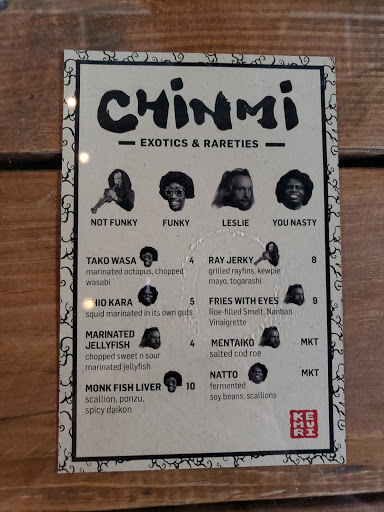 CHiNMi
EXOTICS & RARETIES
NOT FUNKY FUNKY LESLIE YOU NASTY
TAKO WASA 4
marinated octopus, chopped
wasabi
SHIO KARA 5
squid marinated in its own guts
MARINATED
JELLYFISH 4
chopped sweet n sour
marinated jellyfish
MONK FISH LIVER 10
scallion, ponzu,
spicy daikon
RAY JERKY 8
grilled rayfins, kewpie
mayo, togarashi
FRIES WITH EYES 9
Roe-filled Smelt, Nanban
Vinaigrette
MENTAIKO MKT
salted cod roe
NATTO MKT
fermented
soy beans, scallions
KEMURI